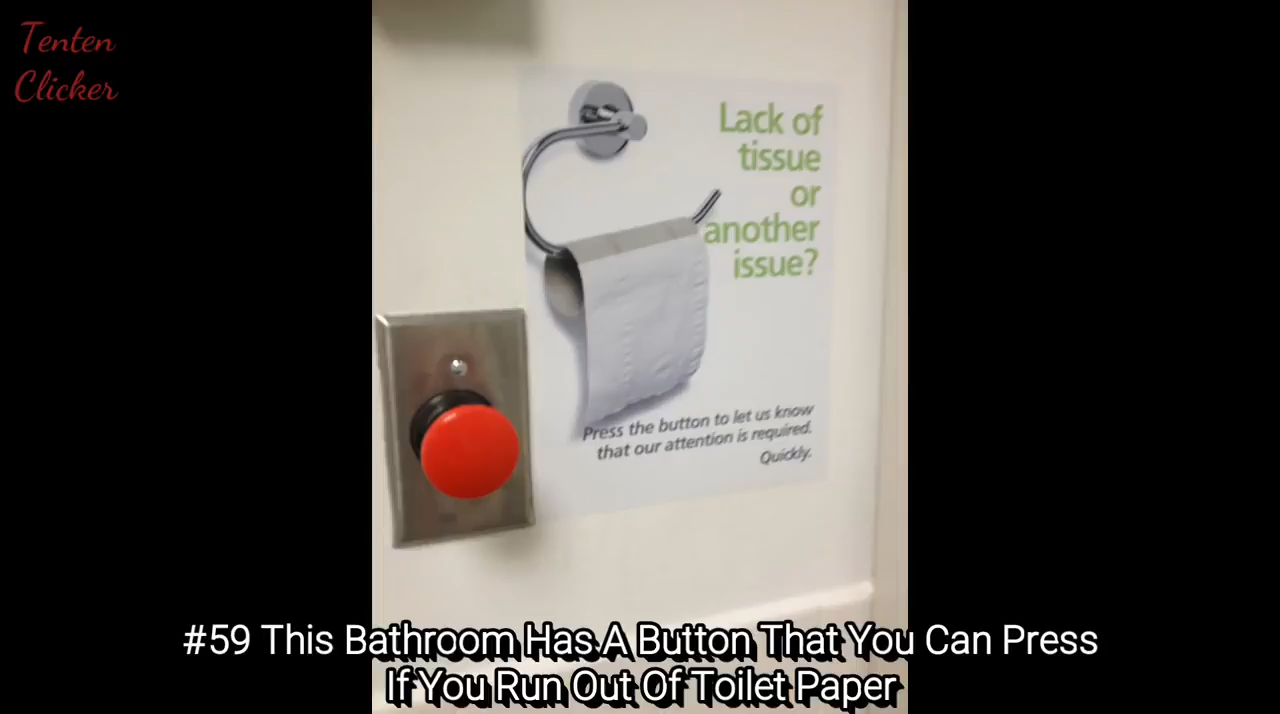 Tenten
Clicker
Lack of
tissue
or
another
issue?
Press the button to let us know
that our attention is required.
Quickly.
#59 This Bathroom Has A Button That You Can Press
If You Run Out Of Toilet Paper